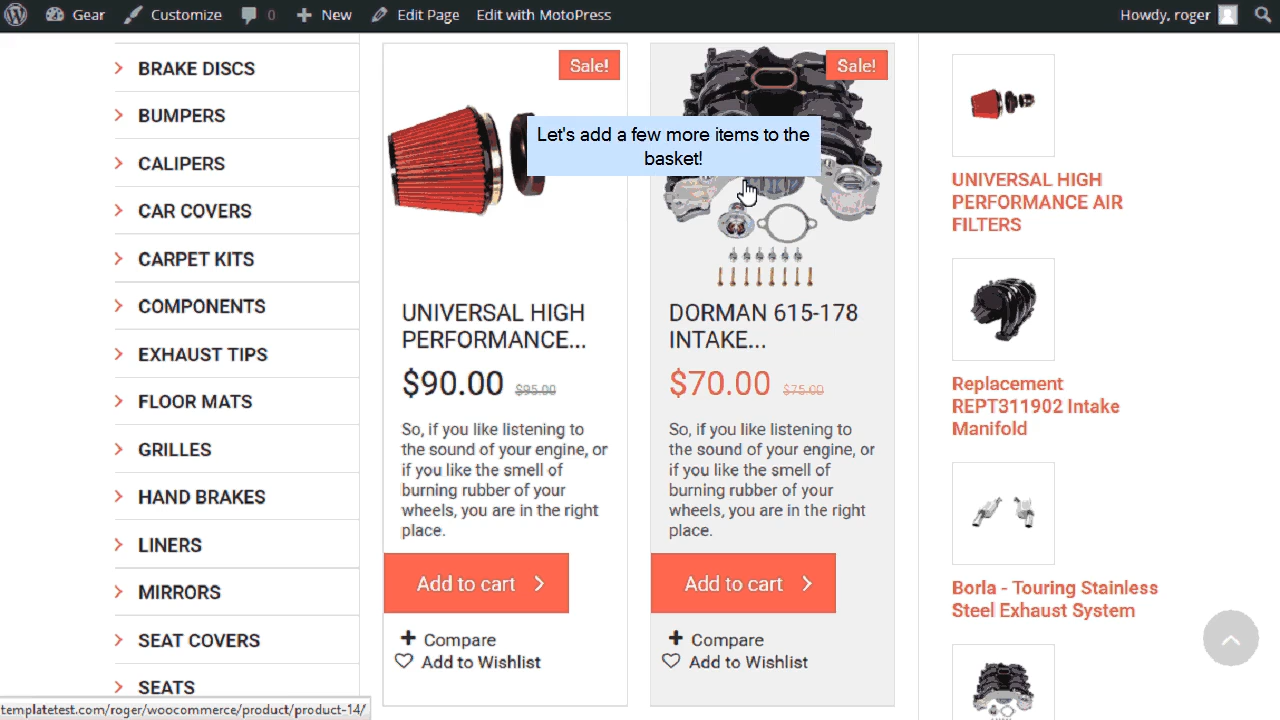 Gear Customize 0 New Edit Page Edit with MotoPress Howdy, roger
BRAKE DISCS
BUMPERS
CALIPERS
CAR COVERS
CARPET KITS
COMPONENTS
EXHAUST TIPS
FLOOR MATS
GRILLES
HAND BRAKES
LINERS
MIRRORS
SEAT COVERS
SEATS
Sale!
UNIVERSAL HIGH
PERFORMANCE...
$90.00 $95.00
So, if you like listening to
the sound of your engine, or
if you like the smell of
burning rubber of your
wheels, you are in the right
place.
Add to cart
Compare
Add to Wishlist
Sale!
Let's add a few more items to the
basket!
DORMAN 615-178
INTAKE...
$70.00 $75.00
So, if you like listening to
the sound of your engine, or
if you like the smell of
burning rubber of your
wheels, you are in the right
place.
Add to cart
Compare
Add to Wishlist
UNIVERSAL HIGH
PERFORMANCE AIR
FILTERS
Replacement
REPT311902 Intake
Manifold
Borla - Touring Stainless
Steel Exhaust System
templatetest.com/roger/woocommerce/product/product-14/